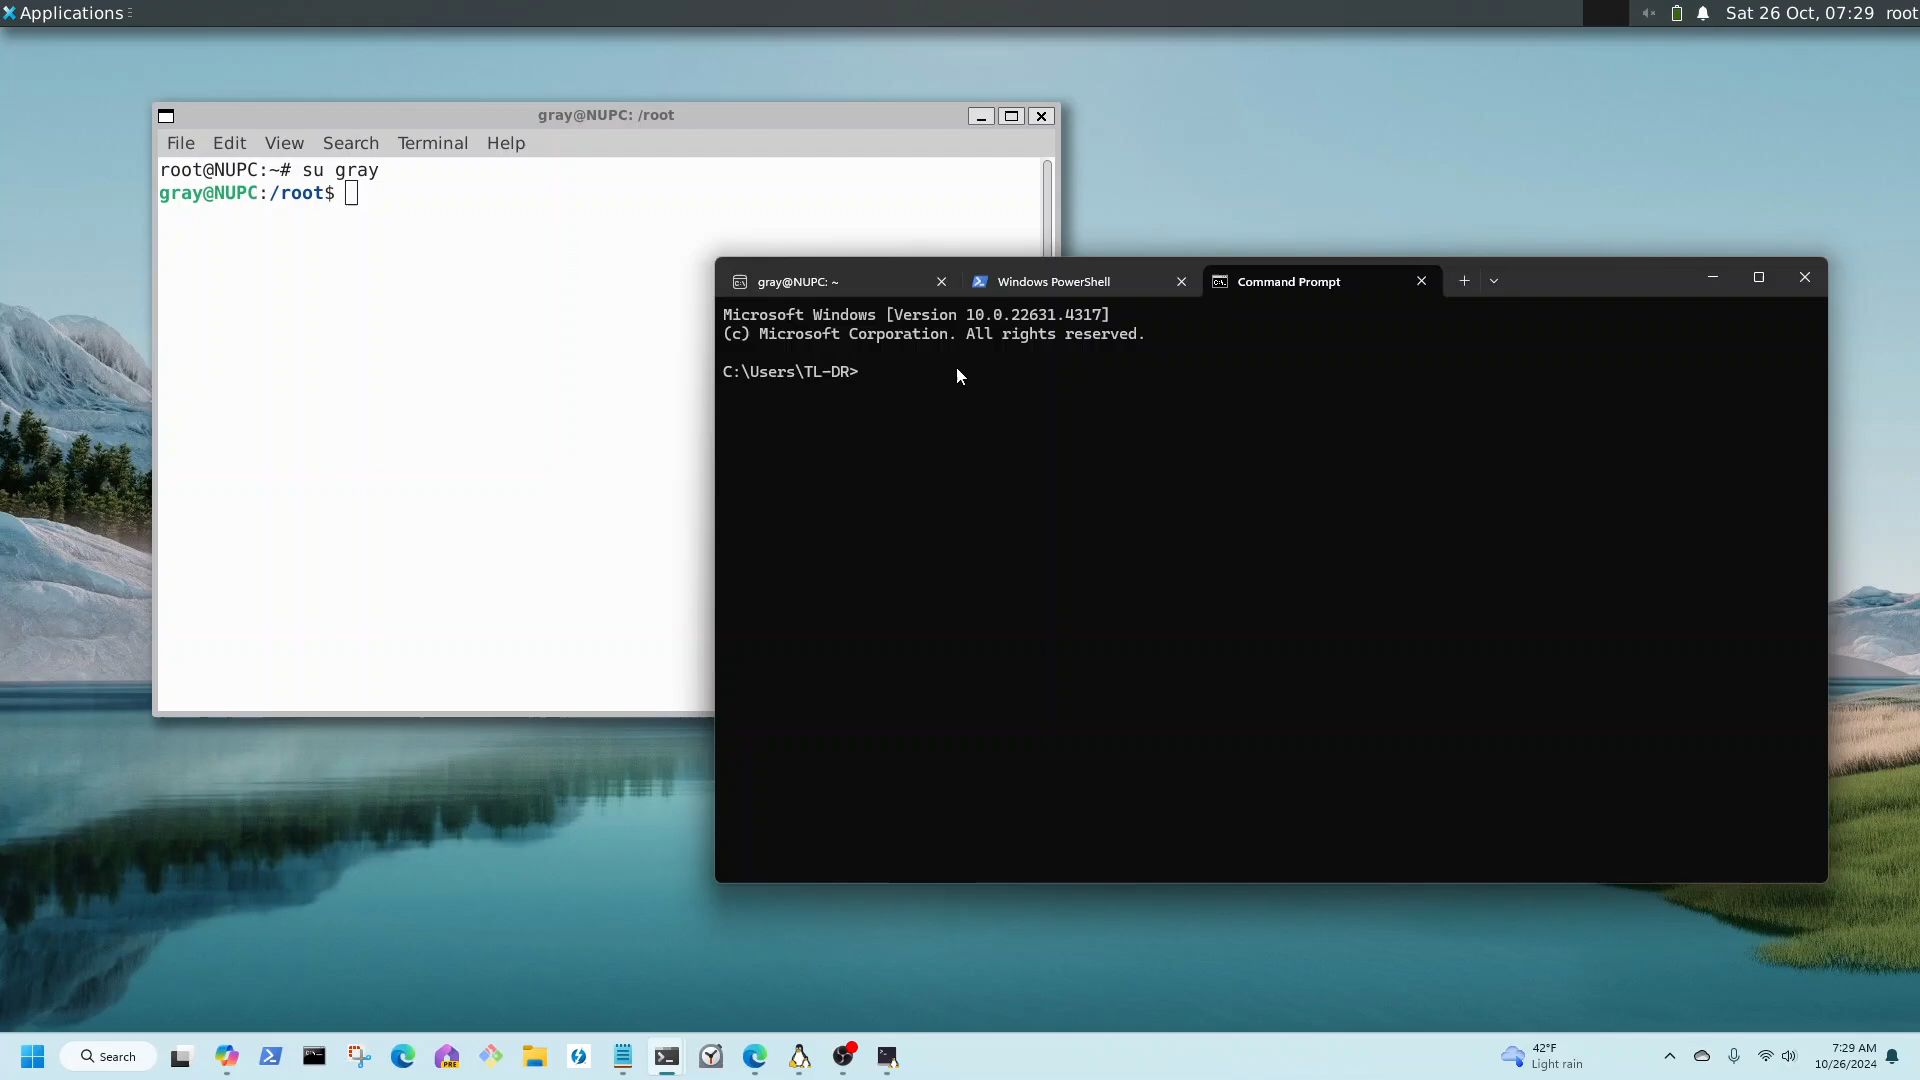 Applications
Sat 26 Oct, 07:29 root
gray@NUPC: /root
File Edit View Search Terminal Help
root@NUPC:~# su gray
gray@NUPC:/root$
gray@NUPC: ~
Windows PowerShell
Command Prompt
Microsoft Windows [Version 10.0.22631.4317]
(c) Microsoft Corporation. All rights reserved.
C:\Users\TL-DR>
Search
PRE
42°F
Light rain
7:29 AM
10/26/2024